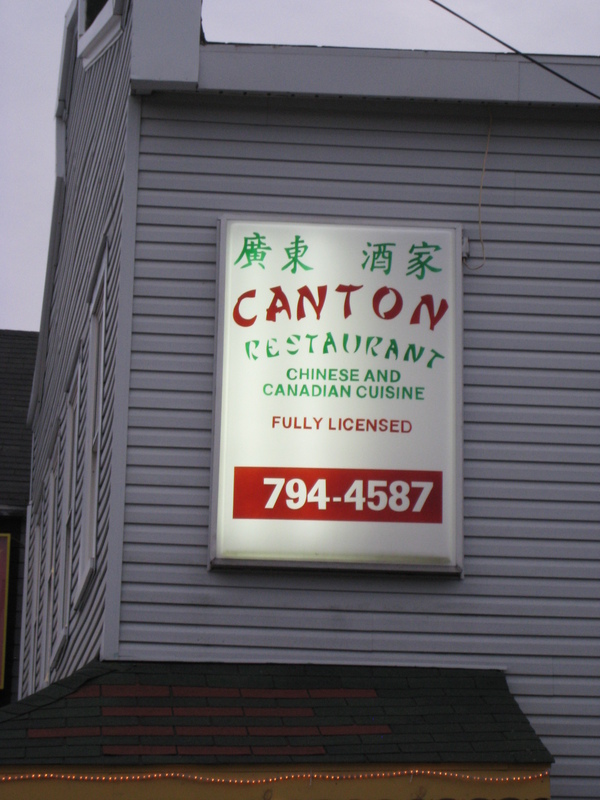 廣東 酒家
CANTON
RESTAURANT
CHINESE AND
CANADIAN CUISINE
FULLY LICENSED
794-4587